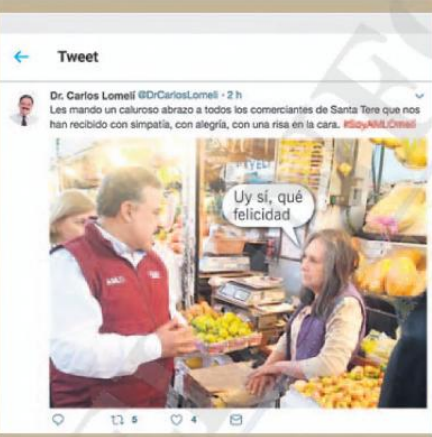 Tweet
Dr. Carlos Lomelí @DrCarlosLomeli · 2 h
Les mando un caluroso abrazo a todos los comerciantes de Santa Tere que nos
han recibido con simpatía, con alegría, con una risa en la cara. #SoyAMLOmelí
Uy sí, qué
felicidad
5
4